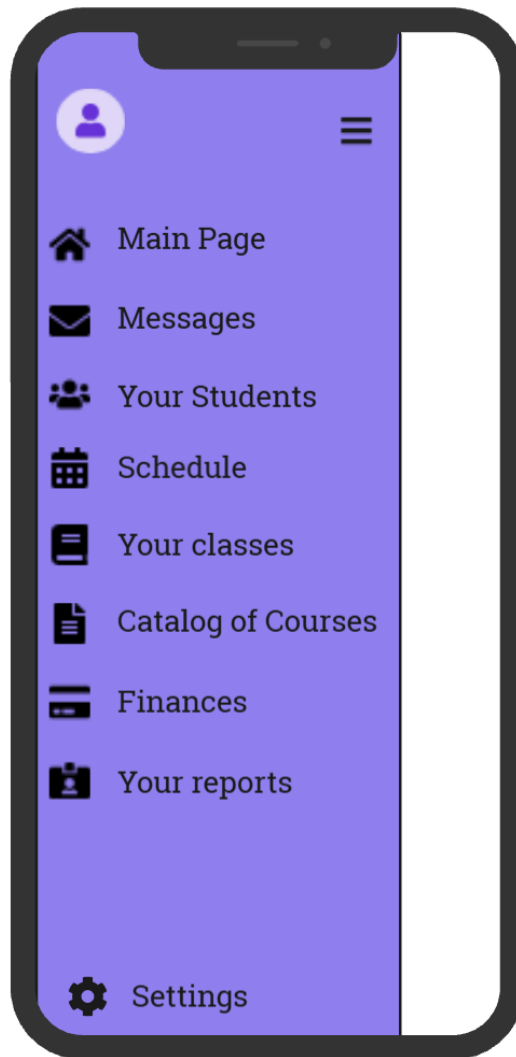 Main Page
Messages
Your Students
Schedule
Your classes
Catalog of Courses
Finances
Your reports
Settings